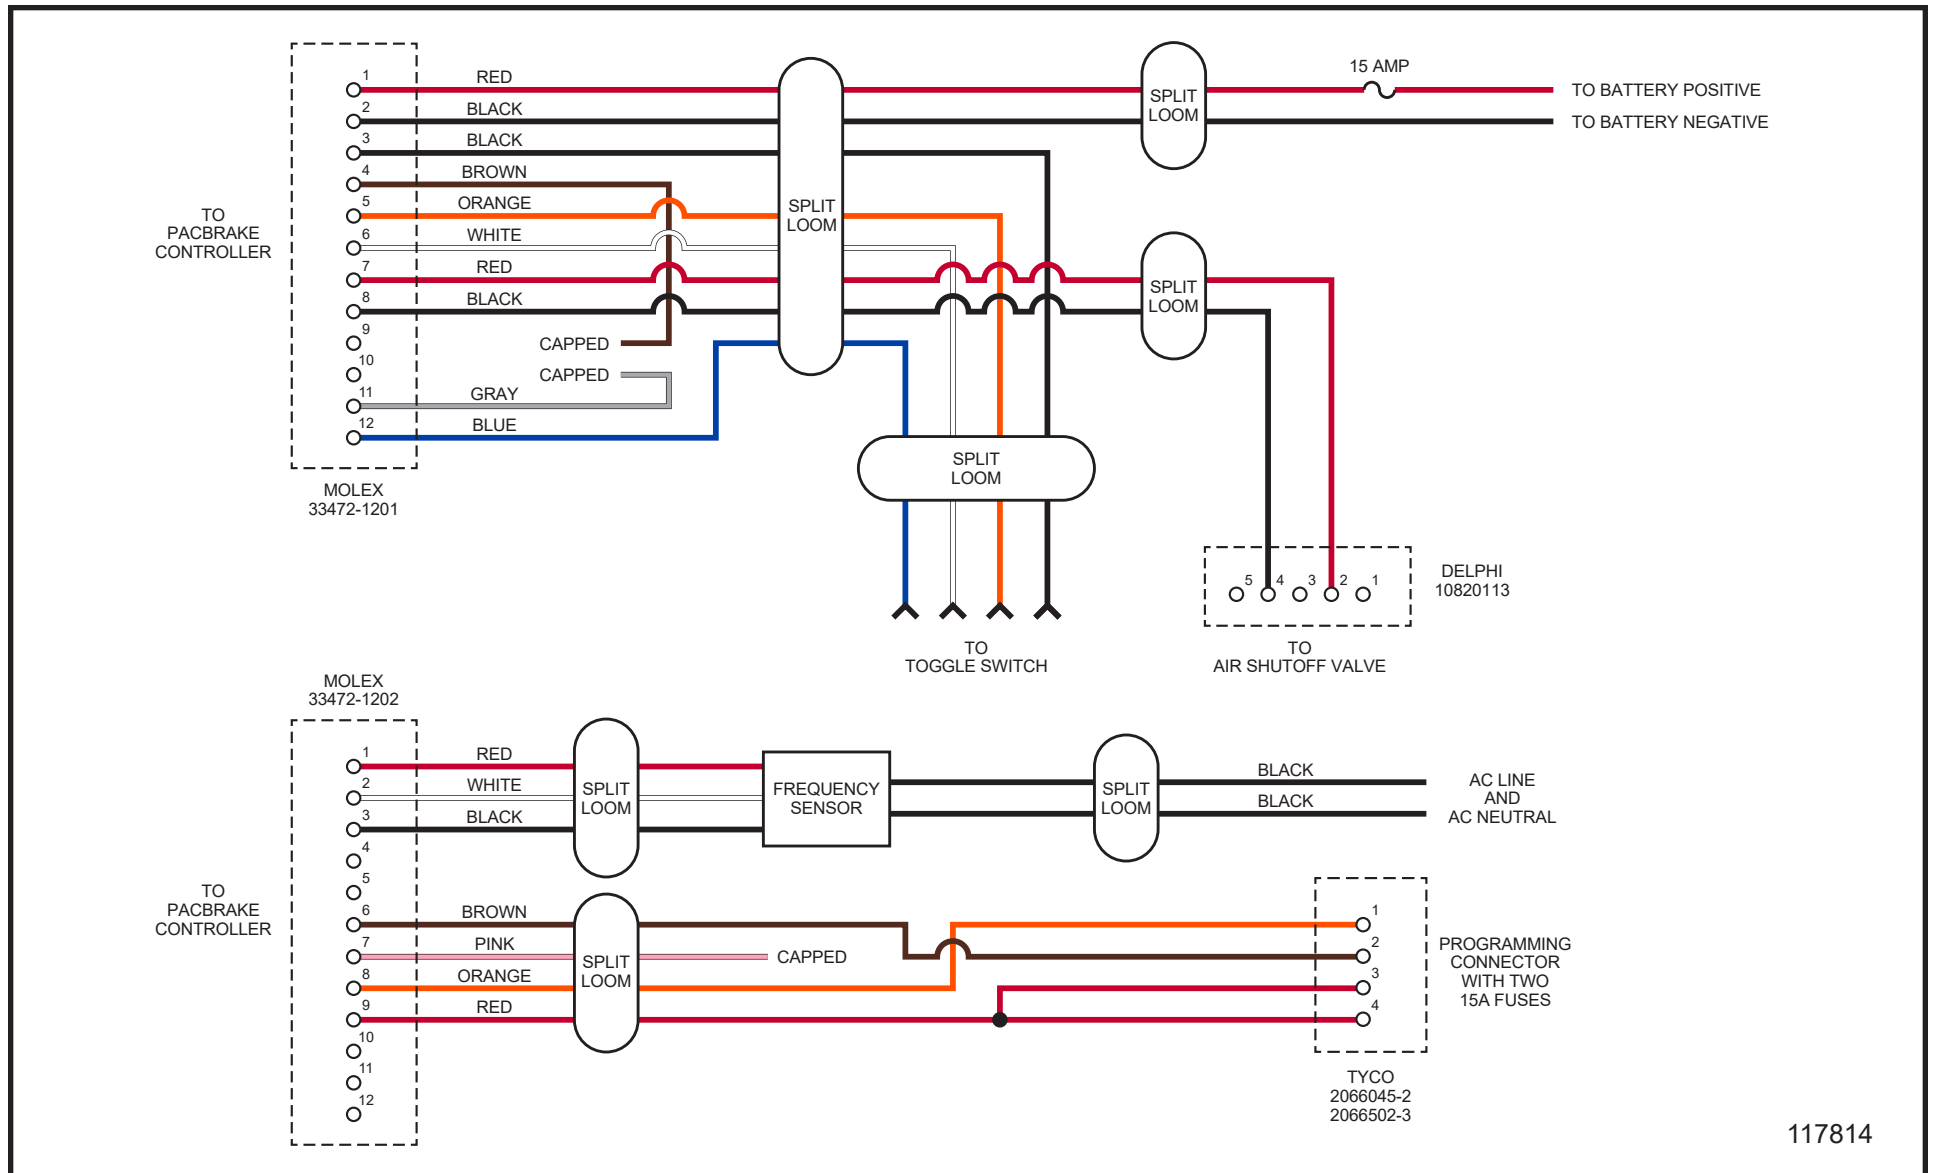 15 AMP
1 RED
TO BATTERY POSITIVE
2 BLACK
TO BATTERY NEGATIVE
SPLIT
LOOM
3 BLACK
4 BROWN
5 ORANGE
6 WHITE
7 RED
8 BLACK
9
10
11 GRAY
12 BLUE
CAPPED
CAPPED
TO
PACBRAKE
CONTROLLER
SPLIT
LOOM
SPLIT
LOOM
SPLIT
LOOM
MOLEX
33472-1201
5 4 3 2 1
DELPHI
10820113
TO
TOGGLE SWITCH
TO
AIR SHUTOFF VALVE
MOLEX
33472-1202
1 RED
2 WHITE
3 BLACK
4
5
6 BROWN
7 PINK
8 ORANGE
9 RED
10
11
12
TO
PACBRAKE
CONTROLLER
SPLIT
LOOM
FREQUENCY
SENSOR
SPLIT
LOOM
BLACK
BLACK
AC LINE
AND
AC NEUTRAL
SPLIT
LOOM
CAPPED
1
2
3
4
PROGRAMMING
CONNECTOR
WITH TWO
15A FUSES
TYCO
2066045-2
2066502-3
117814